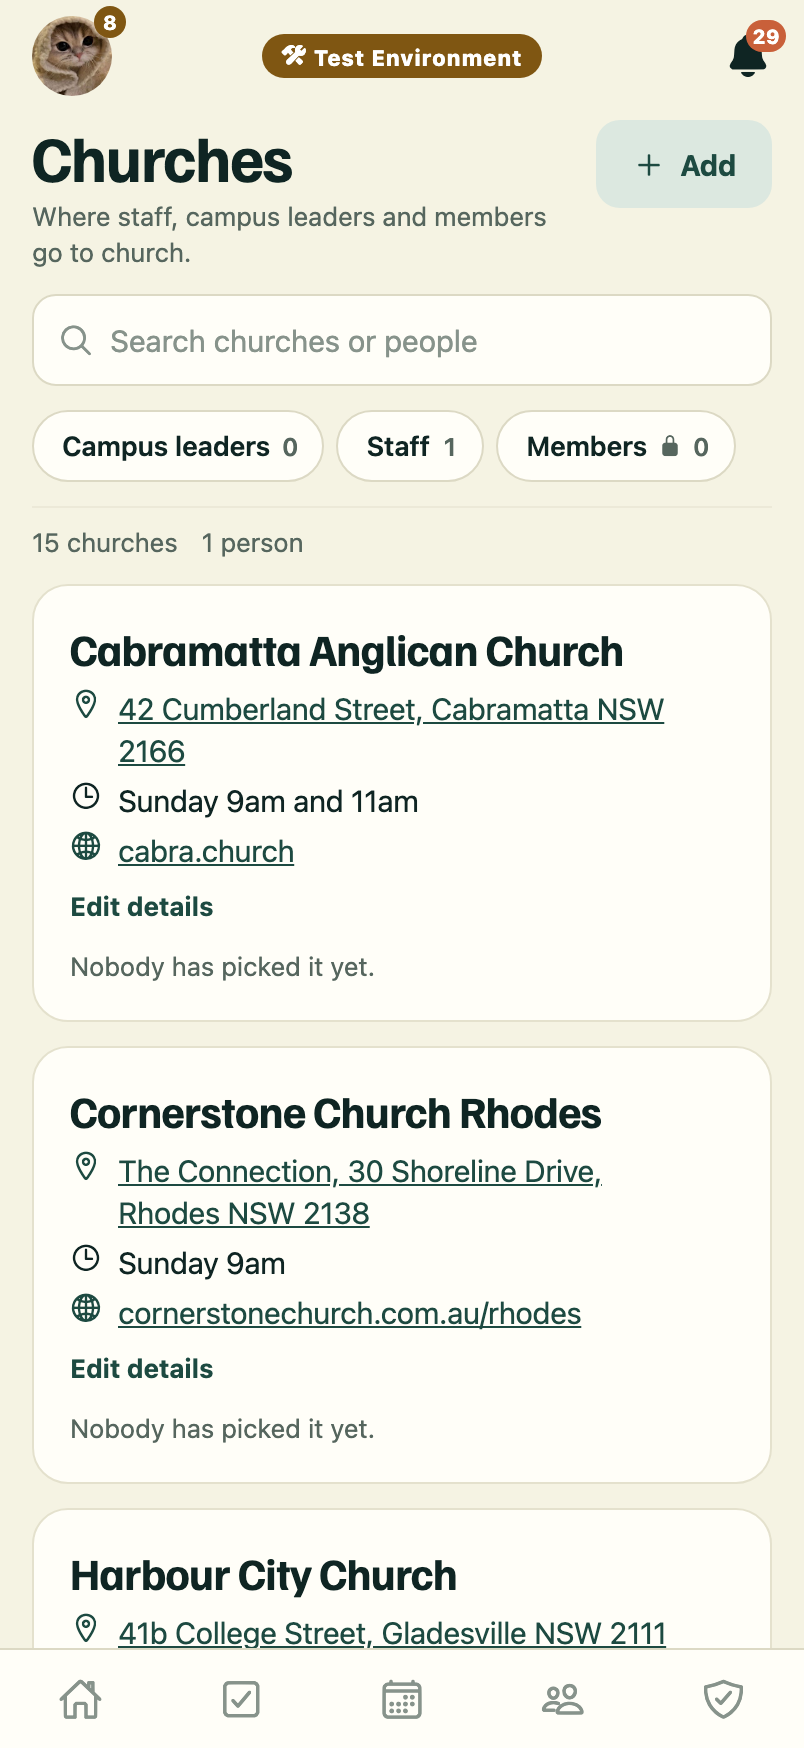 8
Test Environment
29
Churches
Add
Where staff, campus leaders and members
go to church.
Search churches or people
Campus leaders 0
Staff 1
Members 0
15 churches 1 person
Cabramatta Anglican Church
42 Cumberland Street, Cabramatta NSW
2166
Sunday 9am and 11am
cabra.church
Edit details
Nobody has picked it yet.
Cornerstone Church Rhodes
The Connection, 30 Shoreline Drive,
Rhodes NSW 2138
Sunday 9am
cornerstonechurch.com.au/rhodes
Edit details
Nobody has picked it yet.
Harbour City Church
41b College Street, Gladesville NSW 2111